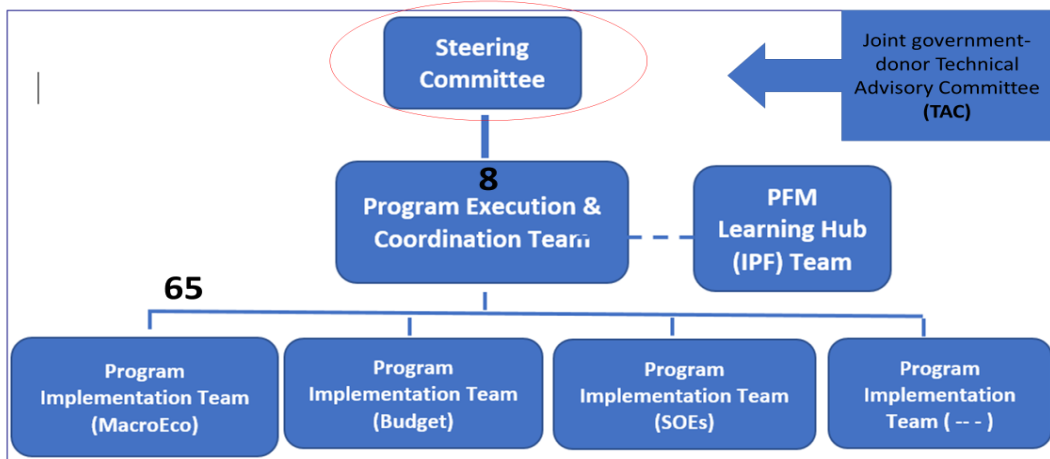 Steering
Committee
Joint government-
donor Technical
Advisory Committee
(TAC)
8
Program Execution &
Coordination Team
PFM
Learning Hub
(IPF) Team
65
Program
Implementation Team
(MacroEco)
Program
Implementation Team
(Budget)
Program
Implementation Team
(SOEs)
Program
Implementation
Team ( -- - )